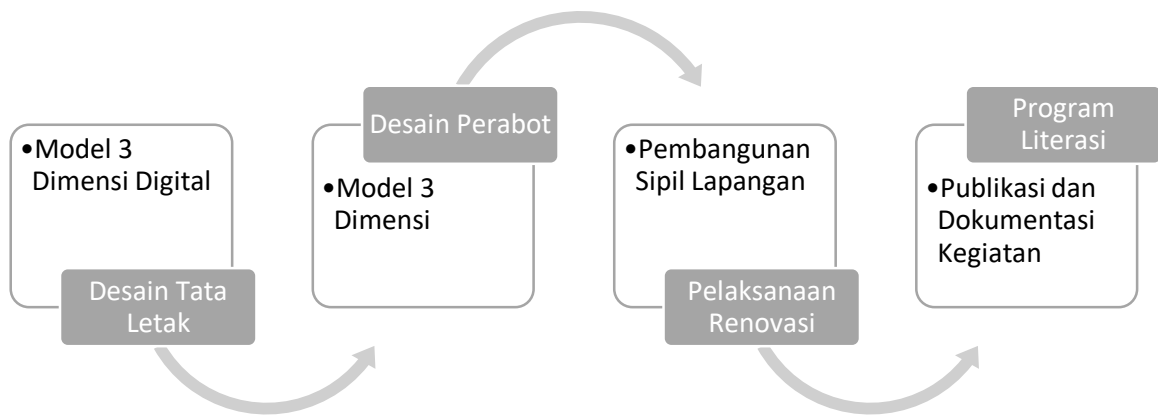 •Model 3
Dimensi Digital
Desain Tata
Letak
Desain Perabot
•Model 3
Dimensi
•Pembangunan
Sipil Lapangan
Pelaksanaan
Renovasi
Program
Literasi
•Publikasi dan
Dokumentasi
Kegiatan